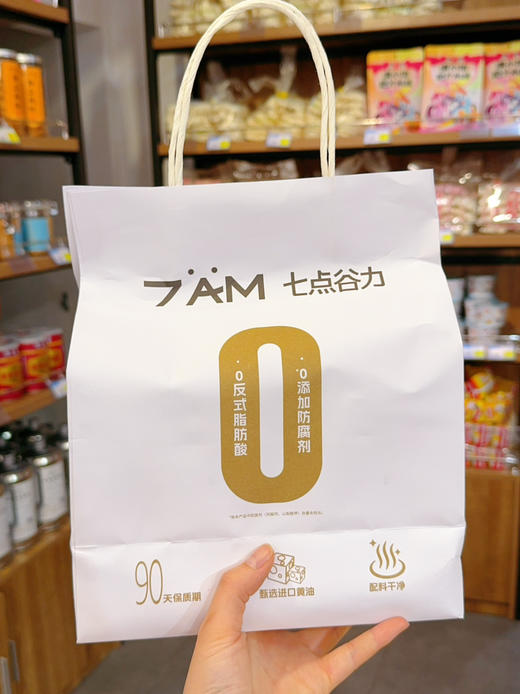 7AM 七点谷力
0反式脂肪酸
0添加防腐剂
90天保质期
甄选进口黄油
配料干净